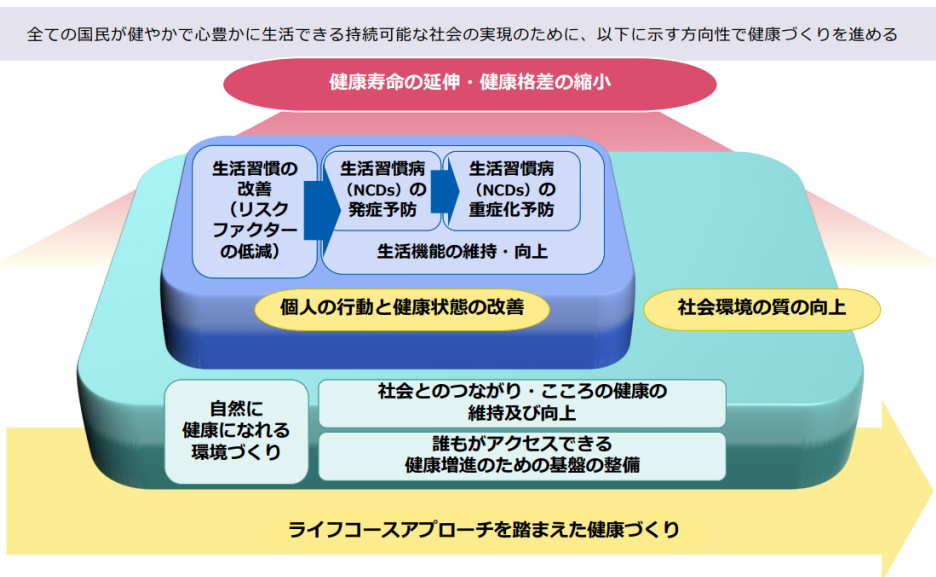 全ての国民が健やかで心豊かに生活できる持続可能な社会の実現のために、以下に示す方向性で健康づくりを進める
健康寿命の延伸・健康格差の縮小
生活習慣の
改善
（リスク
ファクター
の低減）
生活習慣病
（NCDs）の
発症予防
生活習慣病
（NCDs）の
重症化予防
生活機能の維持・向上
個人の行動と健康状態の改善
社会環境の質の向上
自然に
健康になれる
環境づくり
社会とのつながり・こころの健康の
維持及び向上
誰もがアクセスできる
健康増進のための基盤の整備
ライフコースアプローチを踏まえた健康づくり